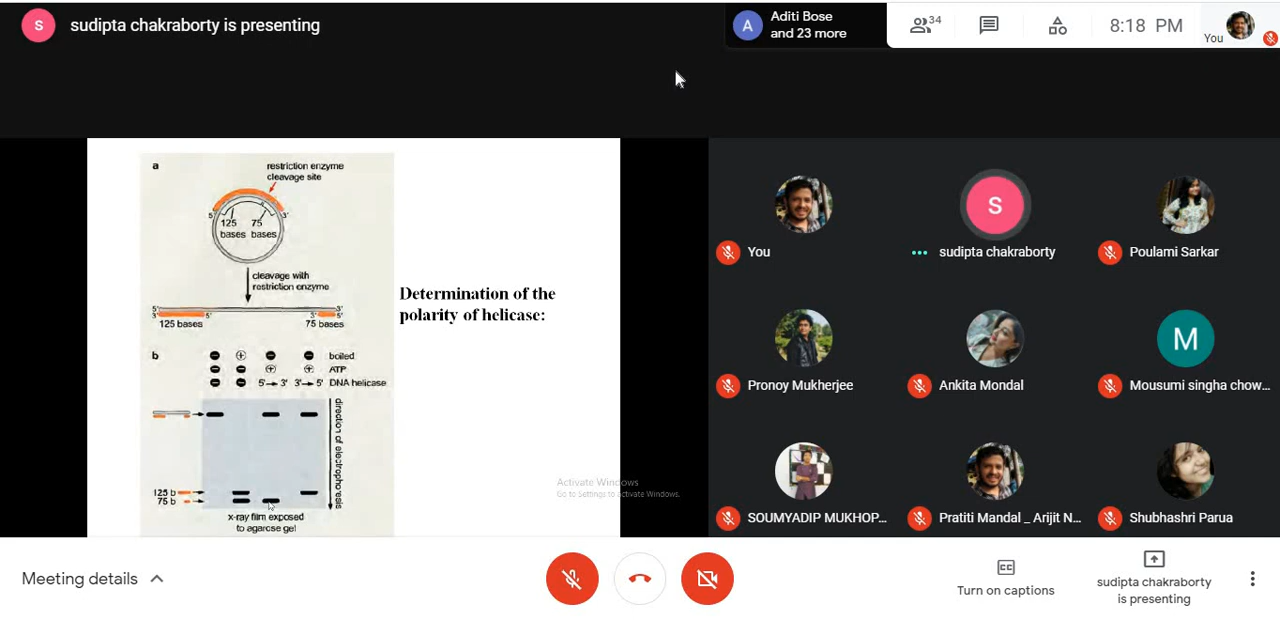 S
sudipta chakraborty is presenting
A
Aditi Bose
and 23 more
34
8:18 PM
You
a
restriction enzyme
cleavage site
5'
3'
125
75
bases
bases
cleavage with
restriction enzyme
5'
3'
3'
5'
3'
5'
125 bases
75 bases
Determination of the
polarity of helicase:
b
boiled
ATP
5'→3'
3'→5'
DNA helicase
direction of electrophoresis
125 b
75 b
x-ray film exposed
to agarose gel
Activate Windows
Go to Settings to activate Windows.
You
S
sudipta chakraborty
Poulami Sarkar
Pronoy Mukherjee
Ankita Mondal
M
Mousumi singha chow...
SOUMYADIP MUKHOP...
Pratiti Mandal _ Arijit N...
Shubhashri Parua
Meeting details
CC
Turn on captions
sudipta chakraborty
is presenting